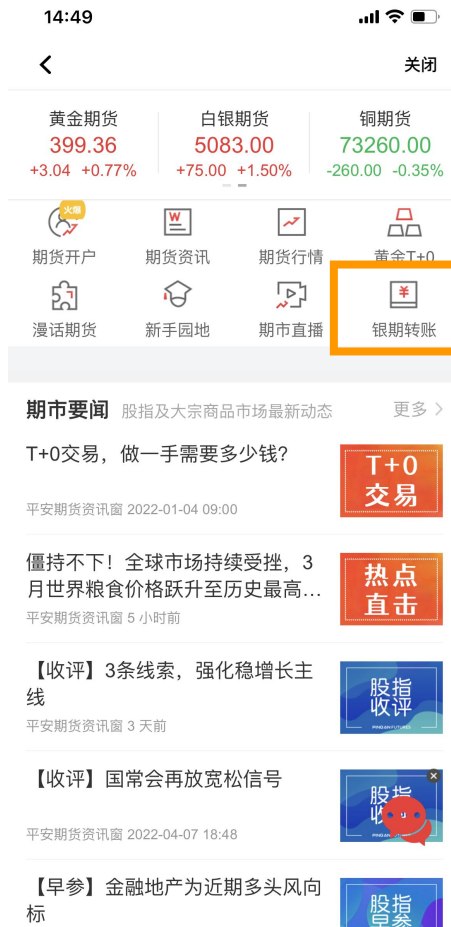 14:49
关闭
黄金期货
白银期货
铜期货
399.36
5083.00
73260.00
+3.04 +0.77%
+75.00 +1.50%
-260.00 -0.35%
火爆
期货开户
期货资讯
期货行情
黄金T+0
漫话期货
新手园地
期市直播
银期转账
期市要闻 股指及大宗商品市场最新动态 更多
T+0交易，做一手需要多少钱?
平安期货资讯窗 2022-01-04 09:00
T+0
交易
僵持不下！全球市场持续受挫，3
月世界粮食价格跃升至历史最高...
平安期货资讯窗 5 小时前
热点
直击
【收评】3条线索，强化稳增长主
线
平安期货资讯窗 3 天前
股指
收评
PINGAN FUTURES
【收评】国常会再放宽松信号
平安期货资讯窗 2022-04-07 18:48
股指
【早参】金融地产为近期多头风向
标
股指
早参